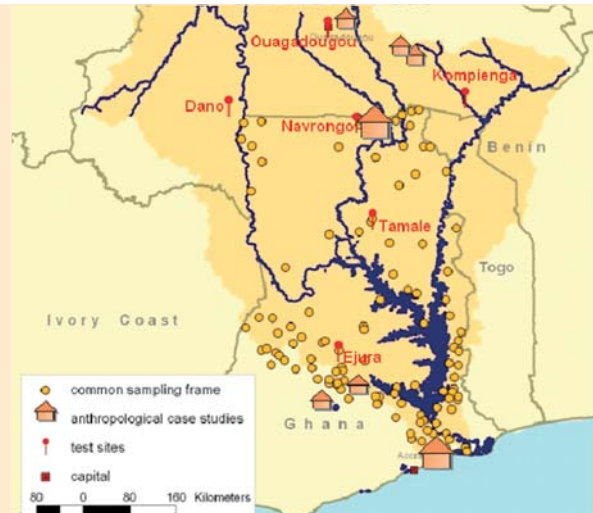 Ouagadougou
Kompienga
Dano
Navrongo
Benin
Tamale
Togo
Ivory Coast
Ejura
Ghana
Accra
common sampling frame
anthropological case studies
test sites
capital
80 0 80 160 Kilometers